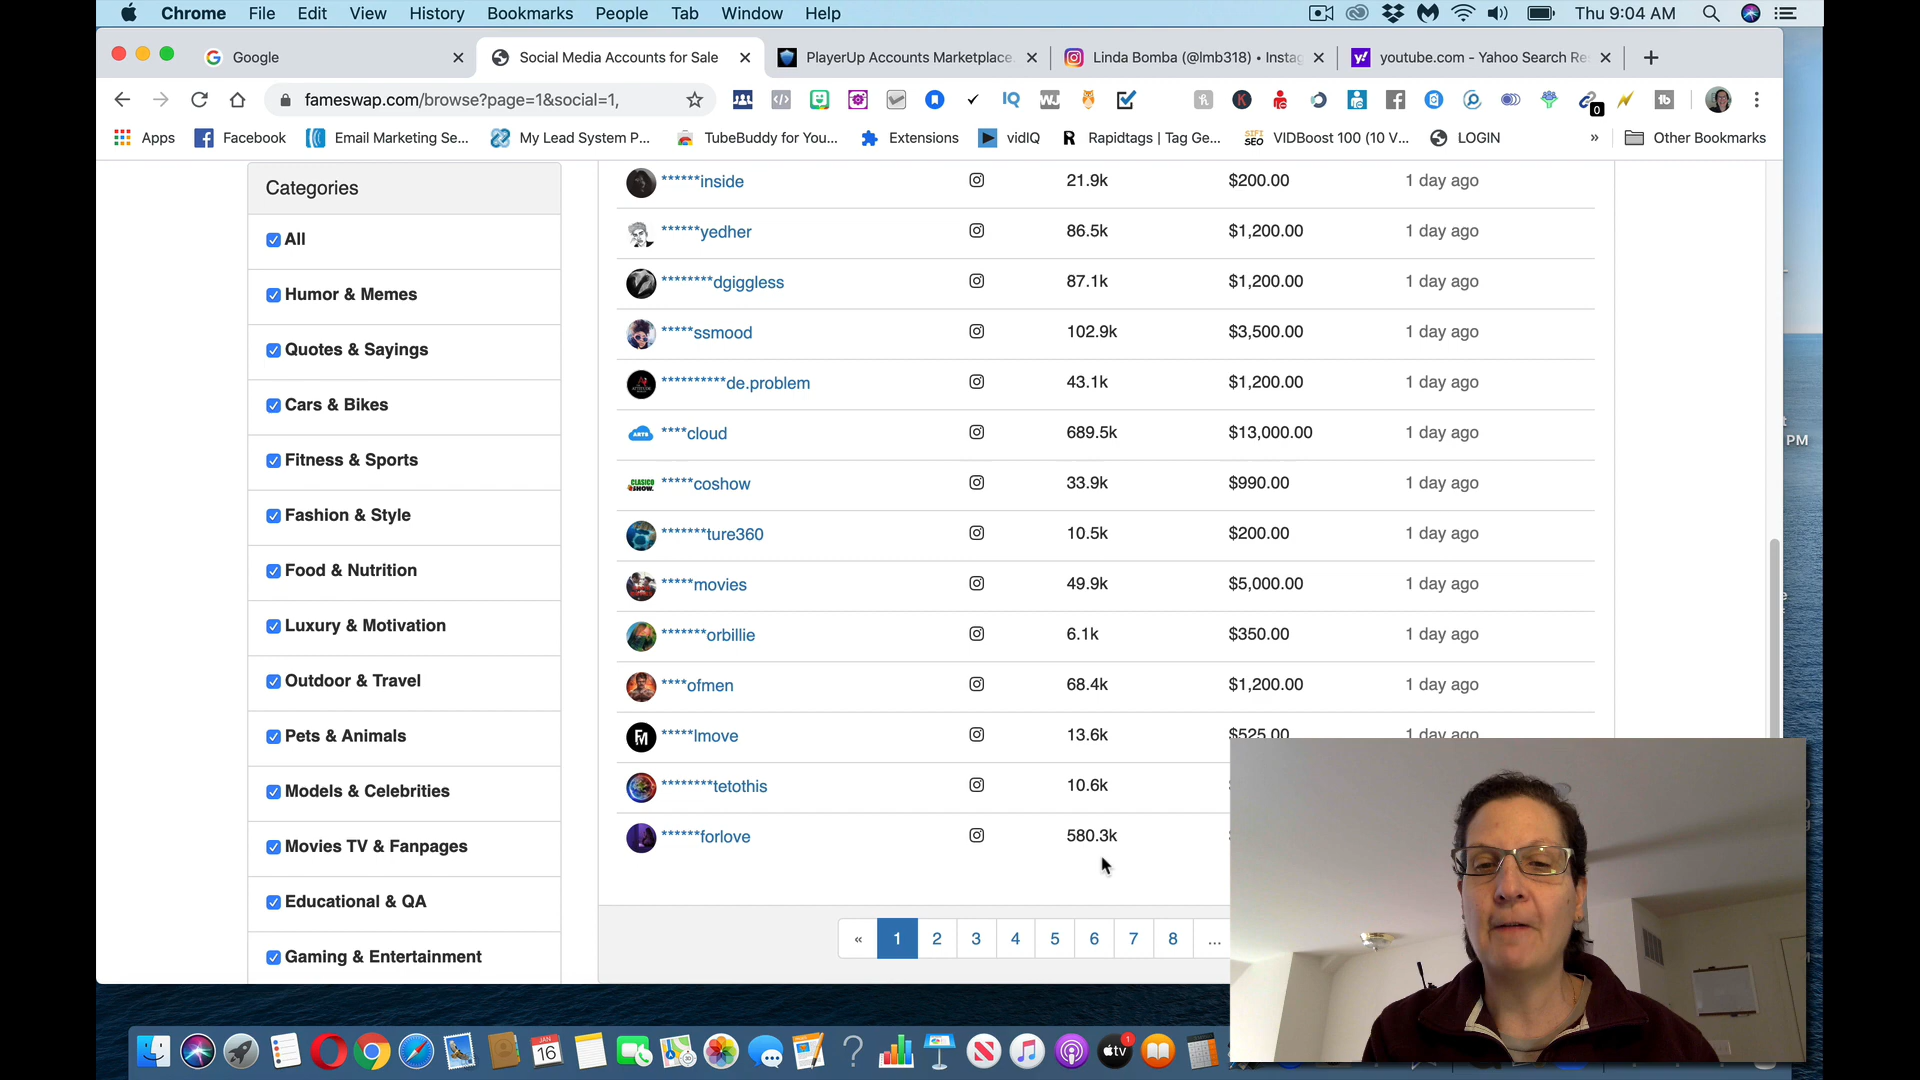 Chrome File Edit View History Bookmarks People Tab Window Help Thu 9:04 AM
Google Social Media Accounts for Sale PlayerUp Accounts Marketplace. Linda Bomba (@lmb318) • Instag youtube.com - Yahoo Search Re
fameswap.com/browse?page=1&social=1,
Apps Facebook Email Marketing Se... My Lead System P... TubeBuddy for You... Extensions vidIQ Rapidtags | Tag Ge... VIDBoost 100 (10 V... LOGIN » Other Bookmarks
Categories
All
Humor & Memes
Quotes & Sayings
Cars & Bikes
Fitness & Sports
Fashion & Style
Food & Nutrition
Luxury & Motivation
Outdoor & Travel
Pets & Animals
Models & Celebrities
Movies TV & Fanpages
Educational & QA
Gaming & Entertainment
******inside 21.9k $200.00 1 day ago
******yedher 86.5k $1,200.00 1 day ago
********dgiggless 87.1k $1,200.00 1 day ago
*****ssmood 102.9k $3,500.00 1 day ago
**********de.problem 43.1k $1,200.00 1 day ago
****cloud 689.5k $13,000.00 1 day ago
*****coshow 33.9k $990.00 1 day ago
*******ture360 10.5k $200.00 1 day ago
*****movies 49.9k $5,000.00 1 day ago
*******orbillie 6.1k $350.00 1 day ago
****ofmen 68.4k $1,200.00 1 day ago
*****lmove 13.6k $525.00 1 day ago
********tetothis 10.6k
******forlove 580.3k
« 1 2 3 4 5 6 7 8 ...
PM
JAN
16
tv
1